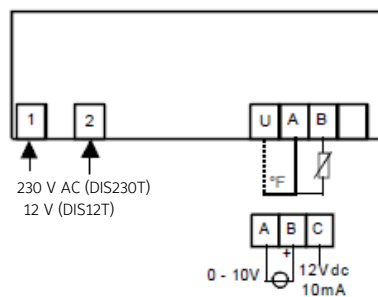 1 2 U A B
230 V AC (DIS230T)
12 V (DIS12T)
°F
A B C
+
0 - 10V
12Vdc
10mA